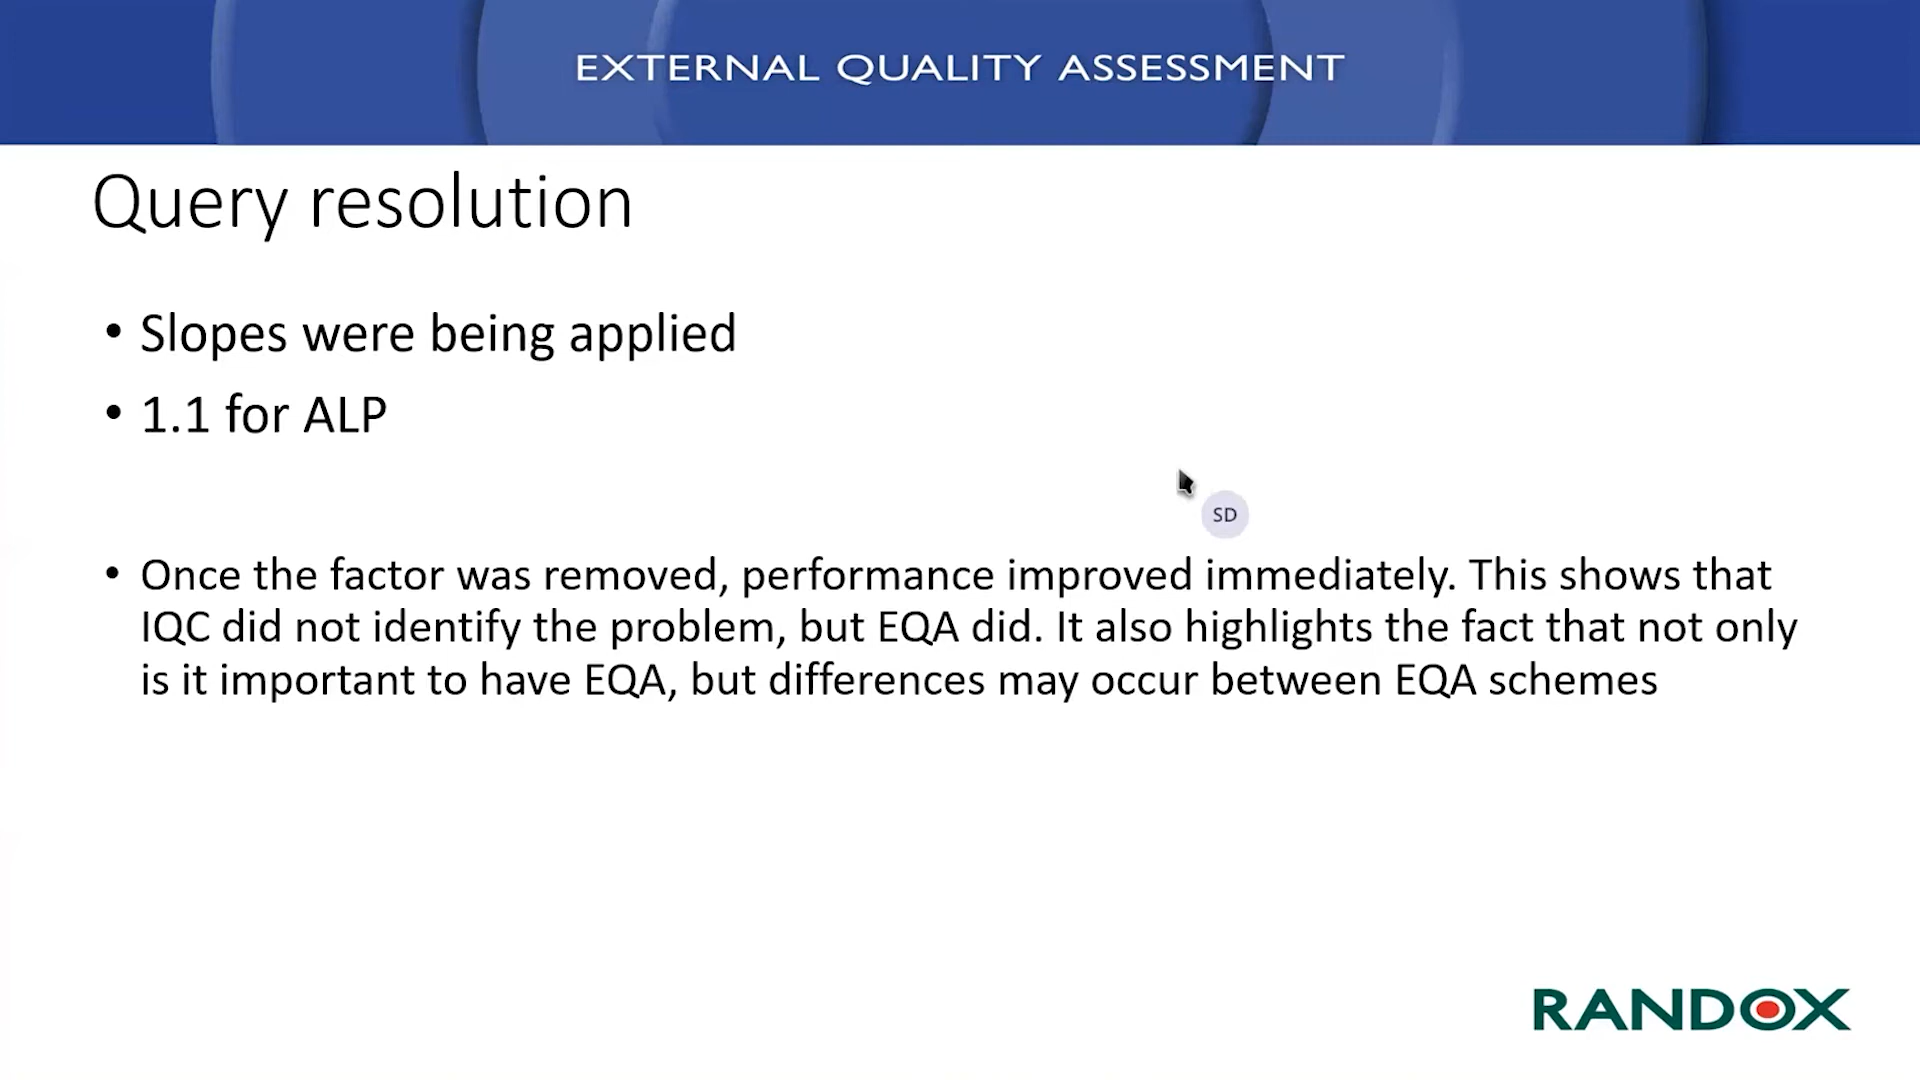 EXTERNAL QUALITY ASSESSMENT
Query resolution
• Slopes were being applied
• 1.1 for ALP
SD
• Once the factor was removed, performance improved immediately. This shows that
IQC did not identify the problem, but EQA did. It also highlights the fact that not only
is it important to have EQA, but differences may occur between EQA schemes
RANDOX